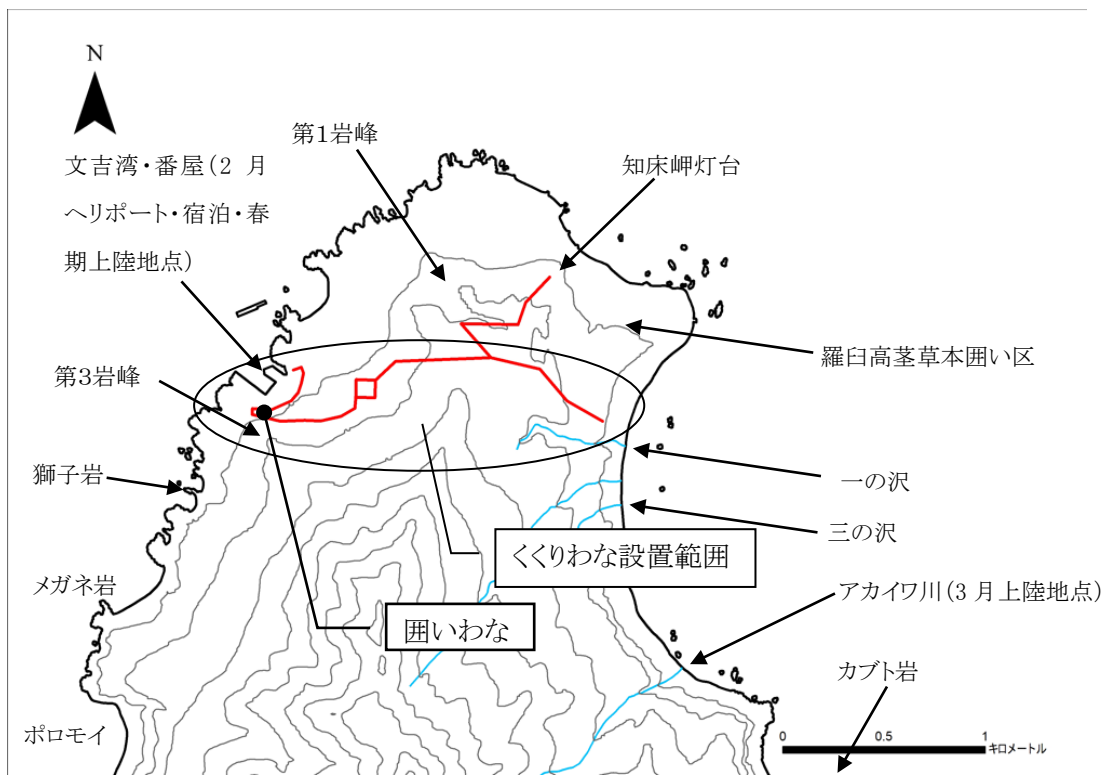 N
第1岩峰
知床岬灯台
文吉湾・番屋(2 月
ヘリポート・宿泊・春
期上陸地点)
羅臼高茎草本囲い区
第3岩峰
獅子岩
一の沢
三の沢
くくりわな設置範囲
メガネ岩
アカイワ川(3 月上陸地点)
囲いわな
カブト岩
ポロモイ
0 0.5 1
キロメートル